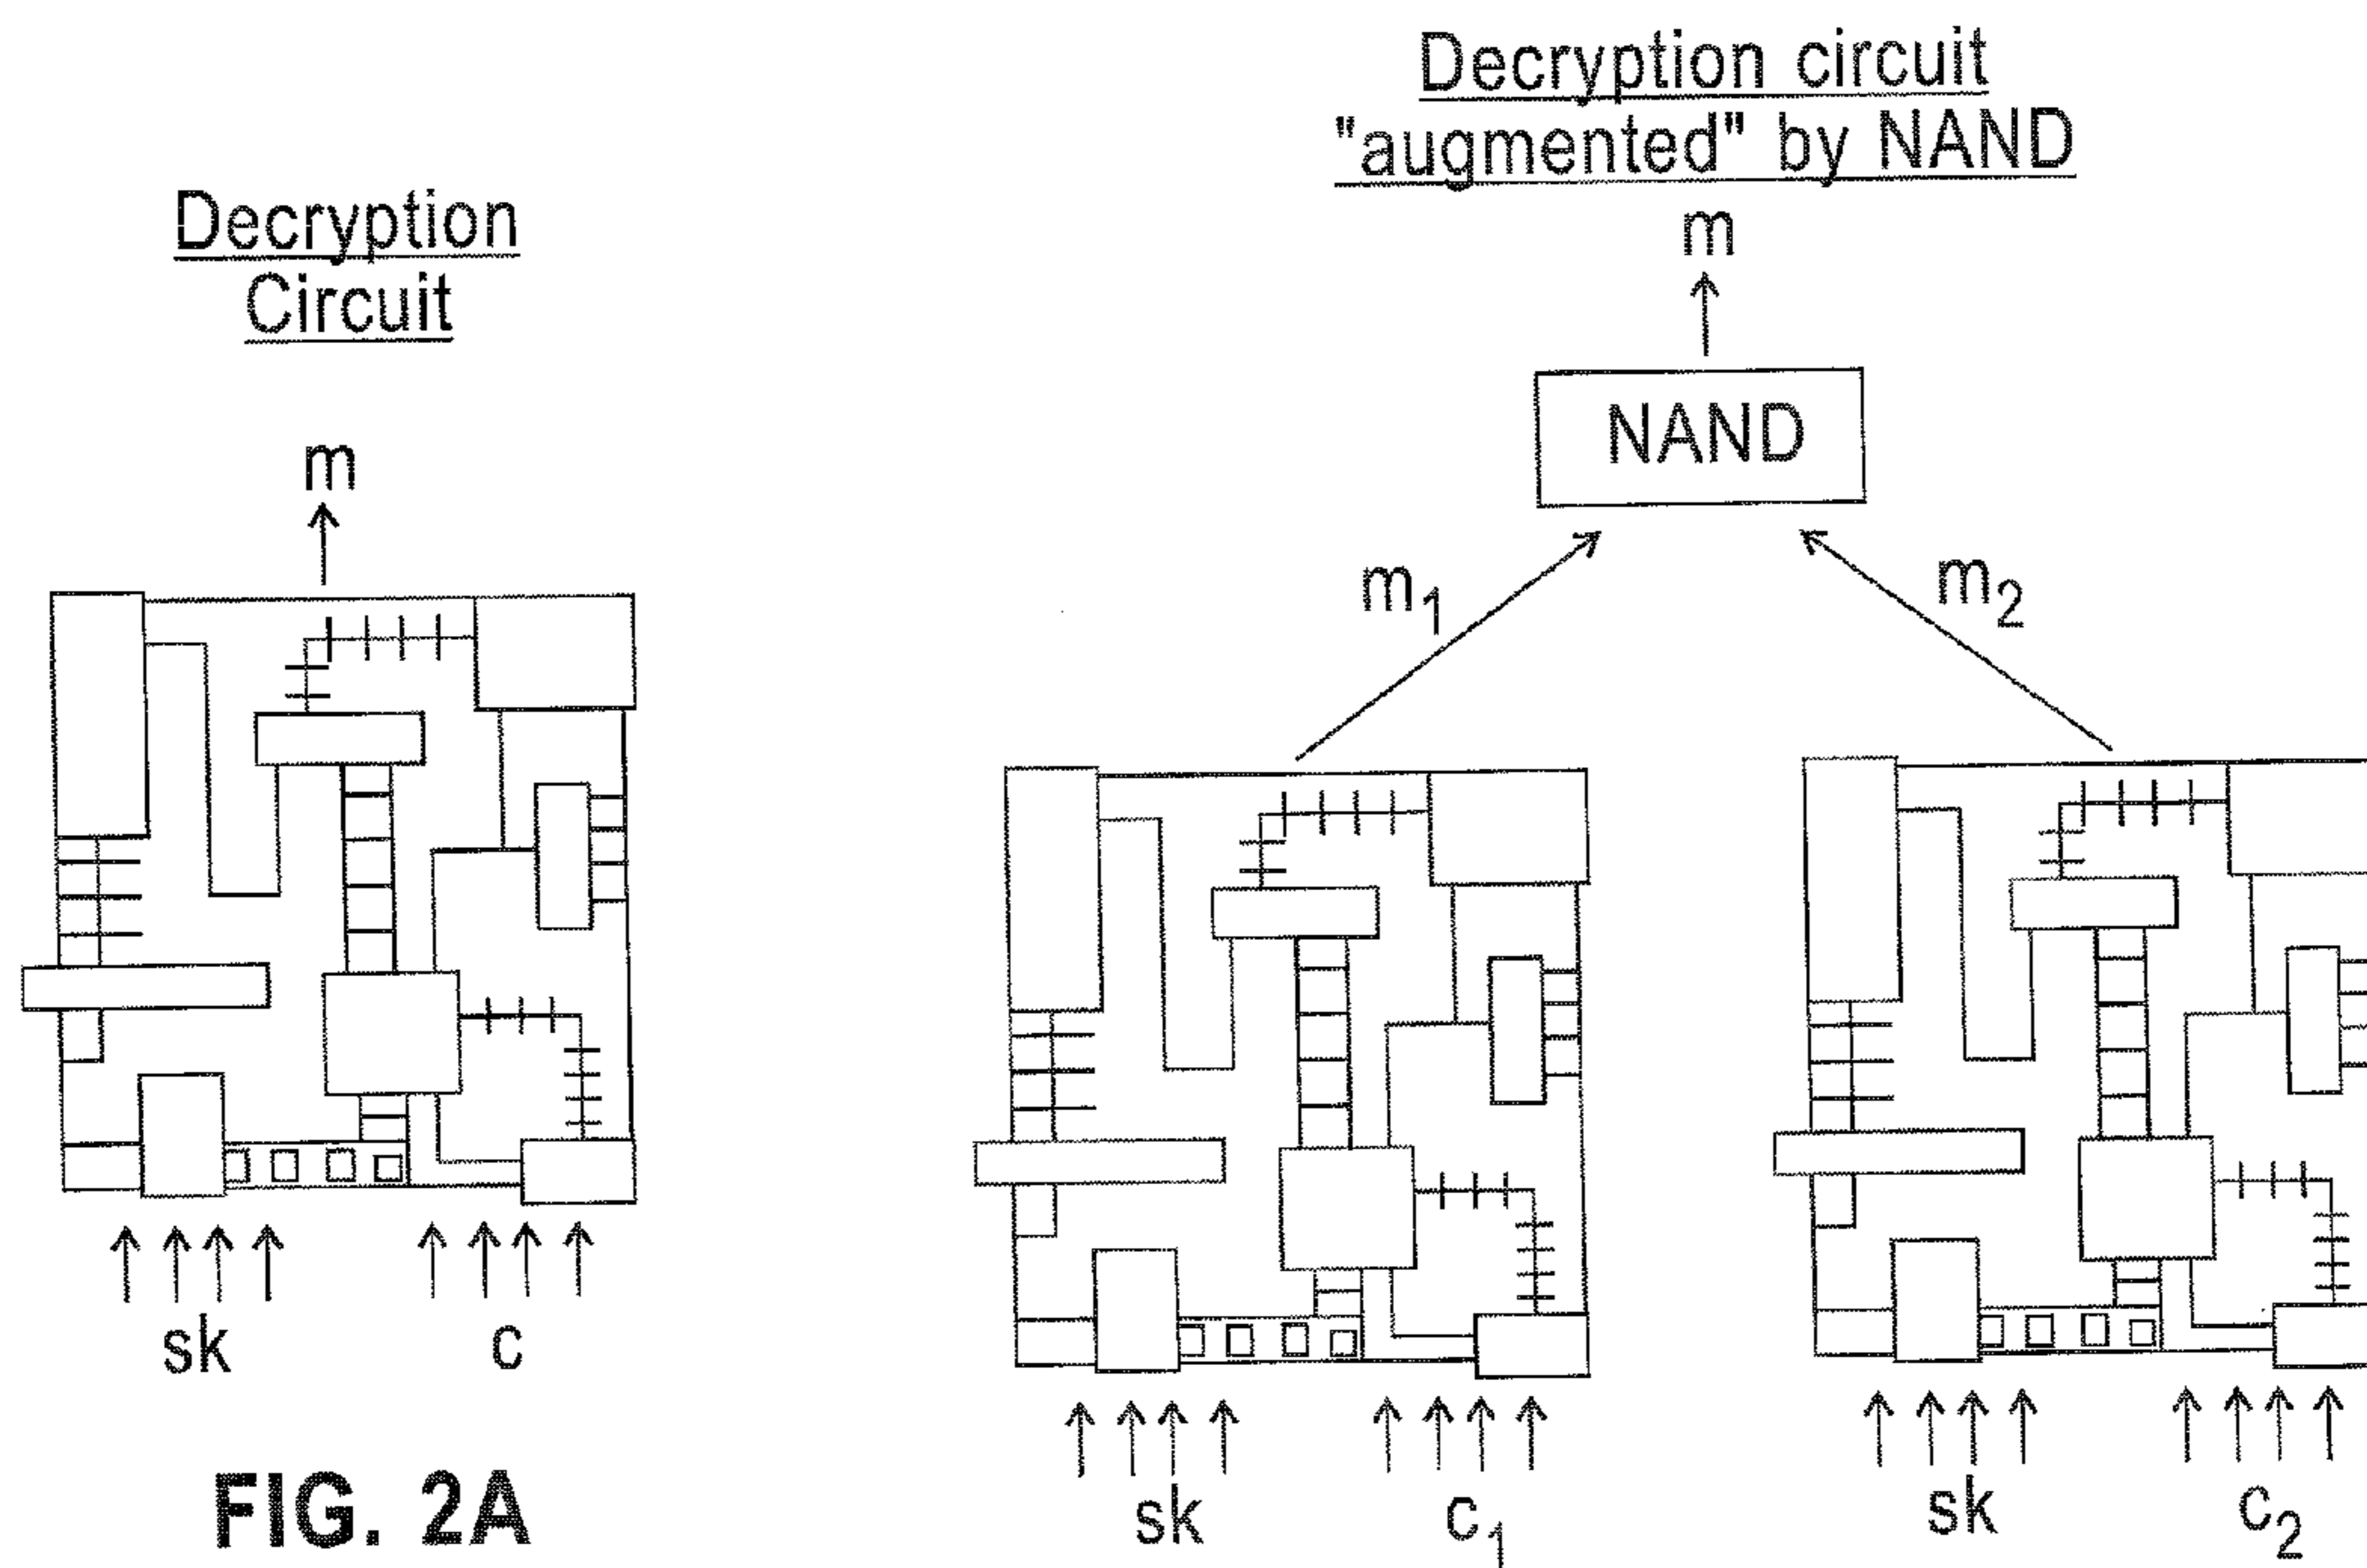 Decryption
Circuit
m
sk c
FIG. 2A
Decryption circuit
"augmented" by NAND
m
NAND
m₁ m₂
sk c₁ sk c₂